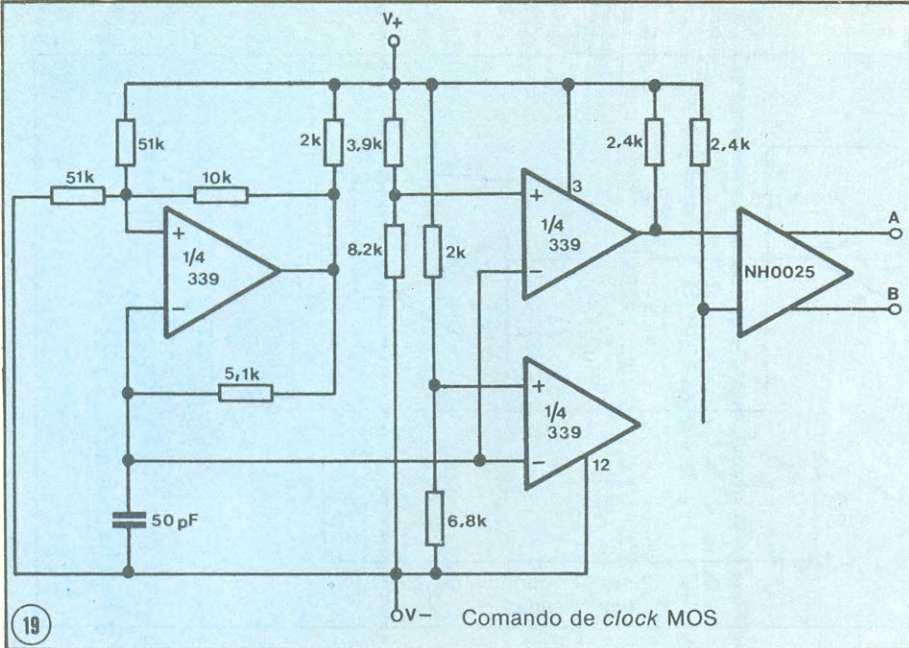 V+
51k
2k
3,9k
2,4k
2,4k
51k
10k
+
1/4
339
−
8,2k
2k
+
3
1/4
339
−
NH0025
A
B
5,1k
+
1/4
339
−
12
50 pF
6,8k
V−
19
Comando de clock MOS